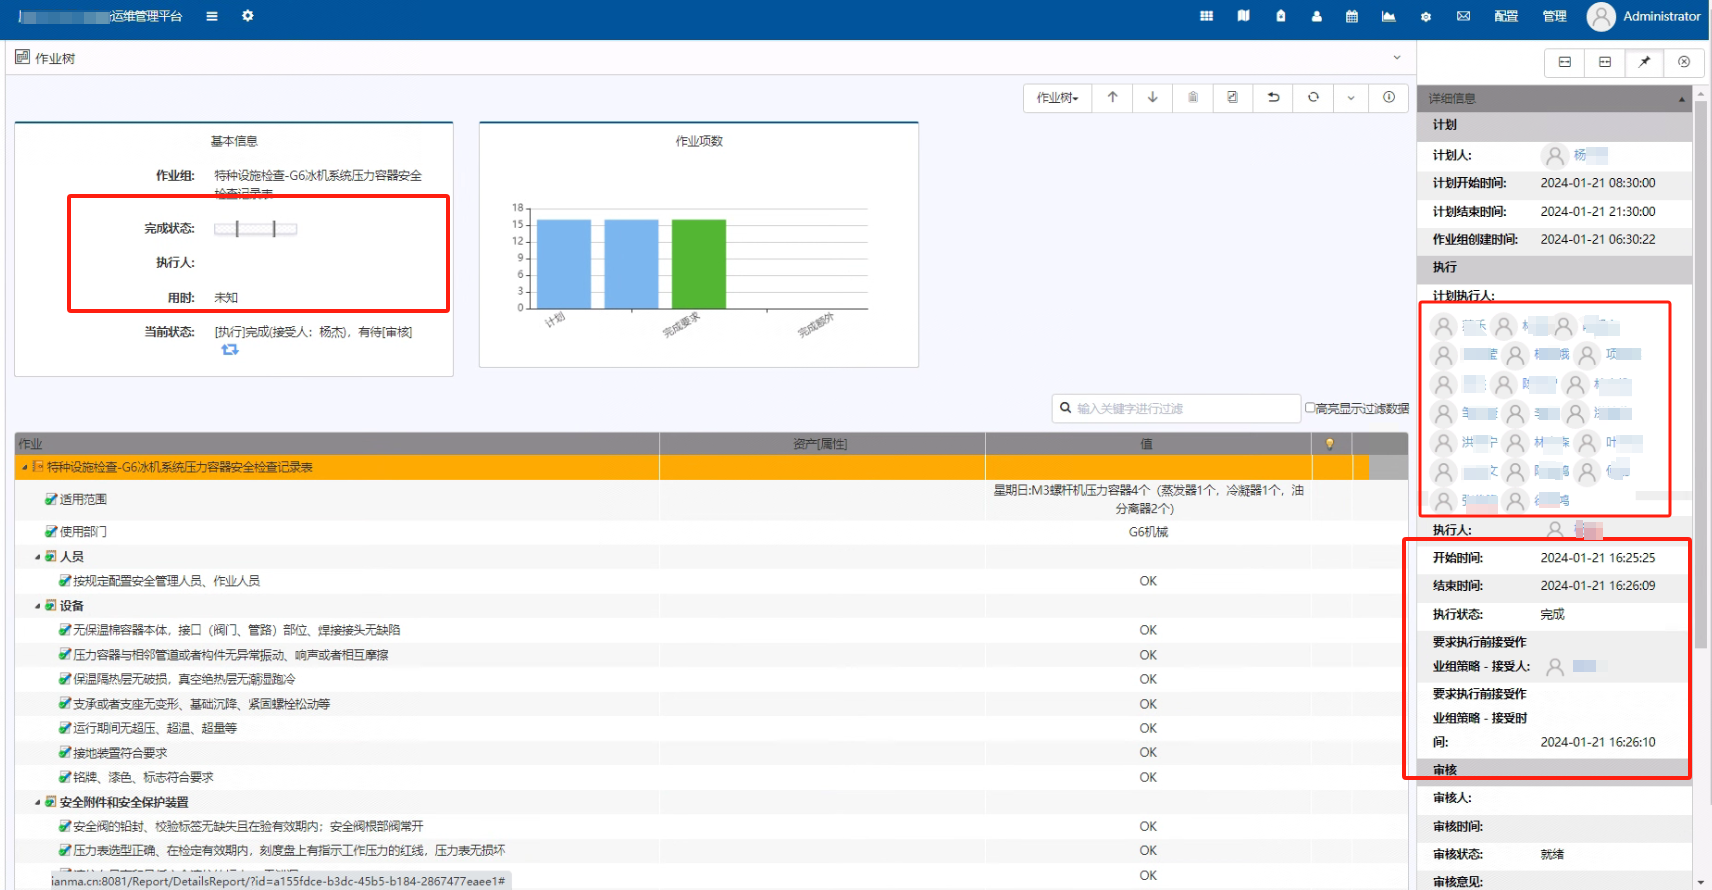 运维管理平台
配置
管理
Administrator
作业树
作业树
基本信息
作业组:
特种设施检查-G6冰机系统压力容器安全
检查记录表
完成状态:
执行人:
用时:
未知
当前状态:
[执行]完成(接受人：杨杰)，有待[审核]
作业项数
18
15
12
9
6
3
0
计划
完成要求
完成额外
输入关键字进行过滤
高亮显示过滤数据
作业
资产[属性]
值
特种设施检查-G6冰机系统压力容器安全检查记录表
适用范围
星期日:M3螺杆机压力容器4个（蒸发器1个，冷凝器1个，油
分离器2个）
使用部门
G6机械
人员
按规定配置安全管理人员、作业人员
OK
设备
无保温棉容器本体，接口（阀门、管路）部位、焊接接头无缺陷
OK
压力容器与相邻管道或者构件无异常振动、响声或者相互摩擦
OK
保温隔热层无破损，真空绝热层无潮湿跑冷
OK
支承或者支座无变形、基础沉降、紧固螺栓松动等
OK
运行期间无超压、超温、超量等
OK
接地装置符合要求
OK
铭牌、漆色、标志符合要求
OK
安全附件和安全保护装置
安全阀的铅封、校验标签无缺失且在验有效期内；安全阀根部阀常开
OK
压力表选型正确、在检定有效期内，刻度盘上有指示工作压力的红线，压力表无损坏
OK
OK
ianma.cn:8081/Report/DetailsReport/?id=a155fdce-b3dc-45b5-b184-2867477eaee1#
详细信息
计划
计划人:
杨
计划开始时间:
2024-01-21 08:30:00
计划结束时间:
2024-01-21 21:30:00
作业组创建时间:
2024-01-21 06:30:22
执行
计划执行人:
项
邹
洪
叶
执行人:
开始时间:
2024-01-21 16:25:25
结束时间:
2024-01-21 16:26:09
执行状态:
完成
要求执行前接受作
业组策略 - 接受人:
要求执行前接受作
业组策略 - 接受时
间:
2024-01-21 16:26:10
审核
审核人:
审核时间:
审核状态:
就绪
审核意见: